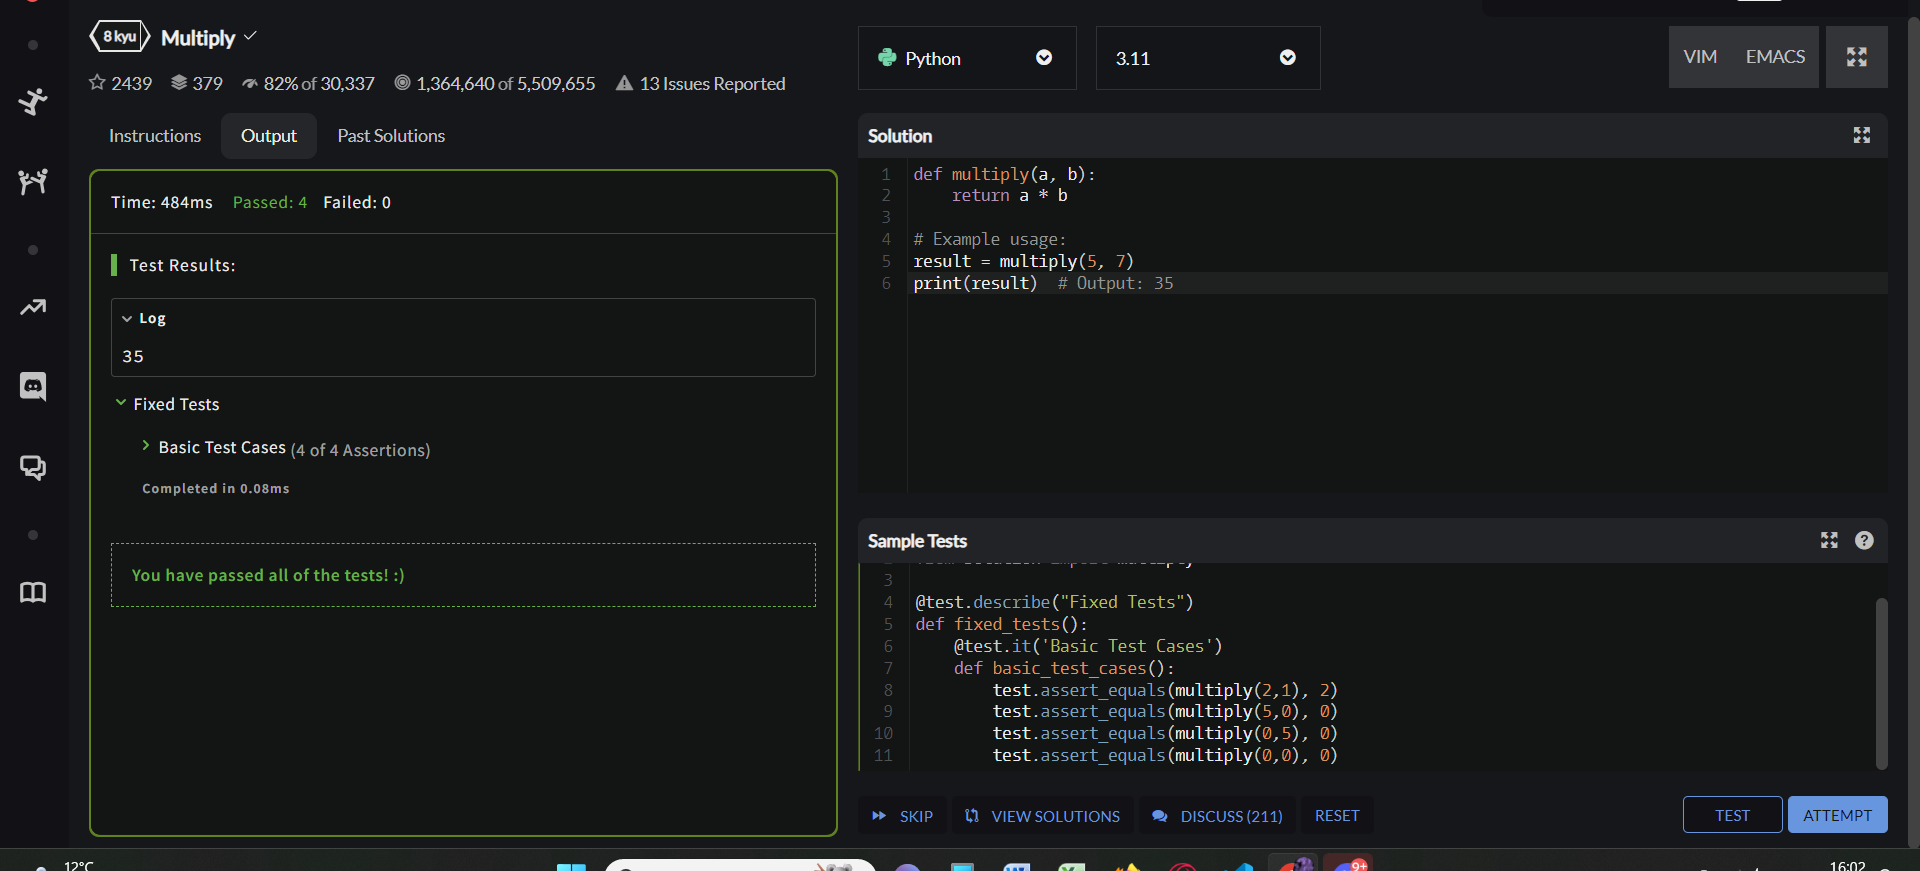 8 kyu Multiply
2439 379 82% of 30,337 1,364,640 of 5,509,655 13 Issues Reported
Instructions Output Past Solutions
Time: 484ms Passed: 4 Failed: 0
Test Results:
Log
35
Fixed Tests
Basic Test Cases (4 of 4 Assertions)
Completed in 0.08ms
You have passed all of the tests! :)
Python 3.11 VIM EMACS
Solution
1 def multiply(a, b):
2     return a * b
3
4 # Example usage:
5 result = multiply(5, 7)
6 print(result)  # Output: 35
Sample Tests
3
4 @test.describe("Fixed Tests")
5 def fixed_tests():
6     @test.it('Basic Test Cases')
7     def basic_test_cases():
8         test.assert_equals(multiply(2,1), 2)
9         test.assert_equals(multiply(5,0), 0)
10         test.assert_equals(multiply(0,5), 0)
11         test.assert_equals(multiply(0,0), 0)
SKIP VIEW SOLUTIONS DISCUSS (211) RESET TEST ATTEMPT
12°C 9+ 16:02